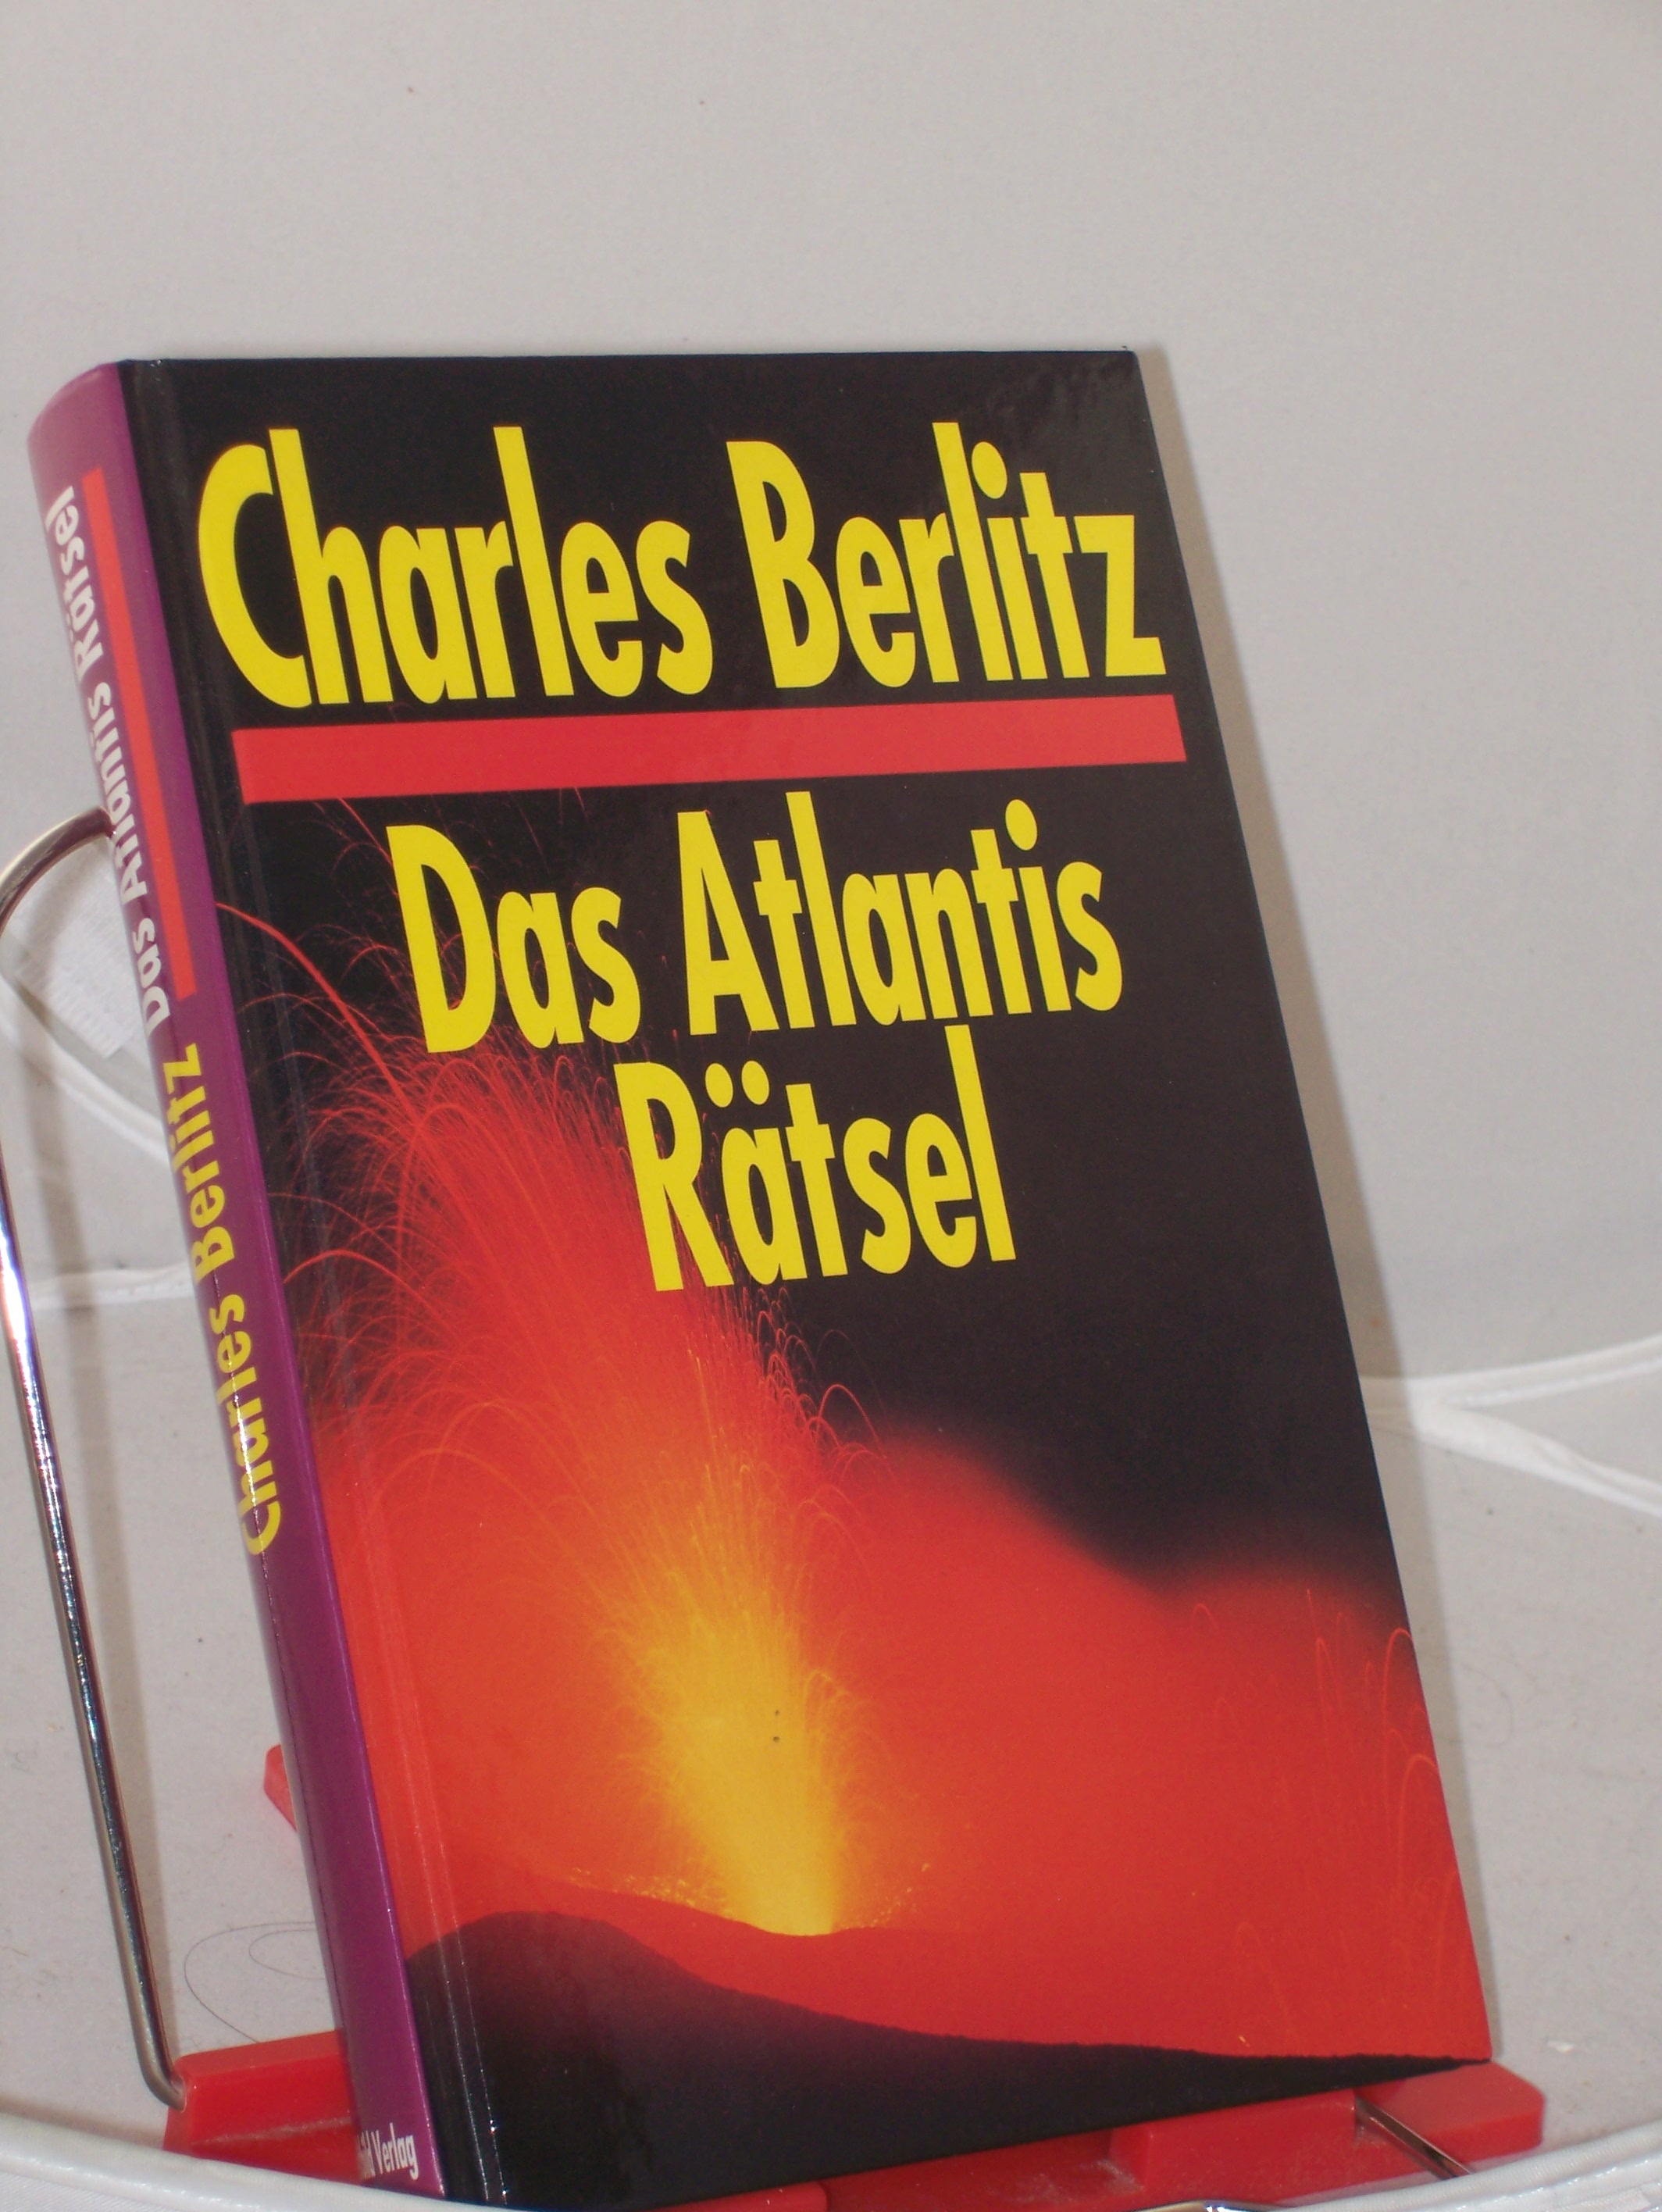 Charles Berlitz
Das Atlantis
Rätsel
Charles Berlitz Das Atlantis Rätsel
Verlag